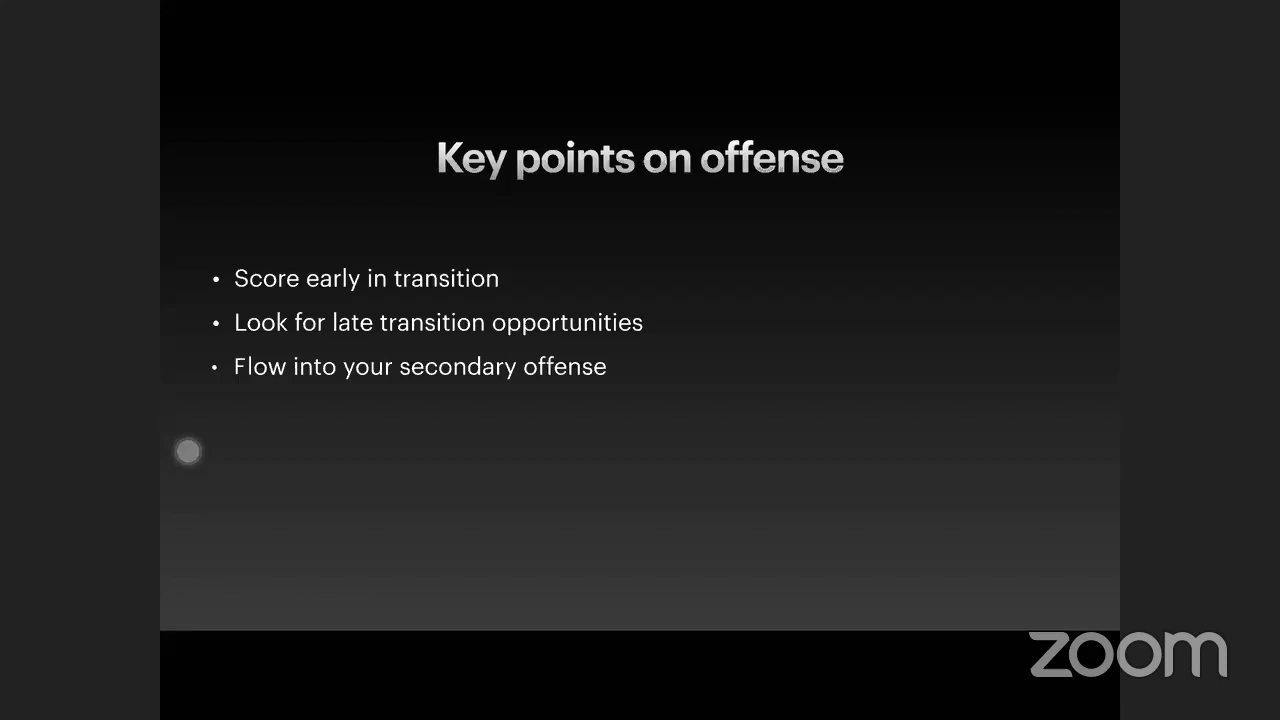 Key points on offense
• Score early in transition
• Look for late transition opportunities
• Flow into your secondary offense
zoom